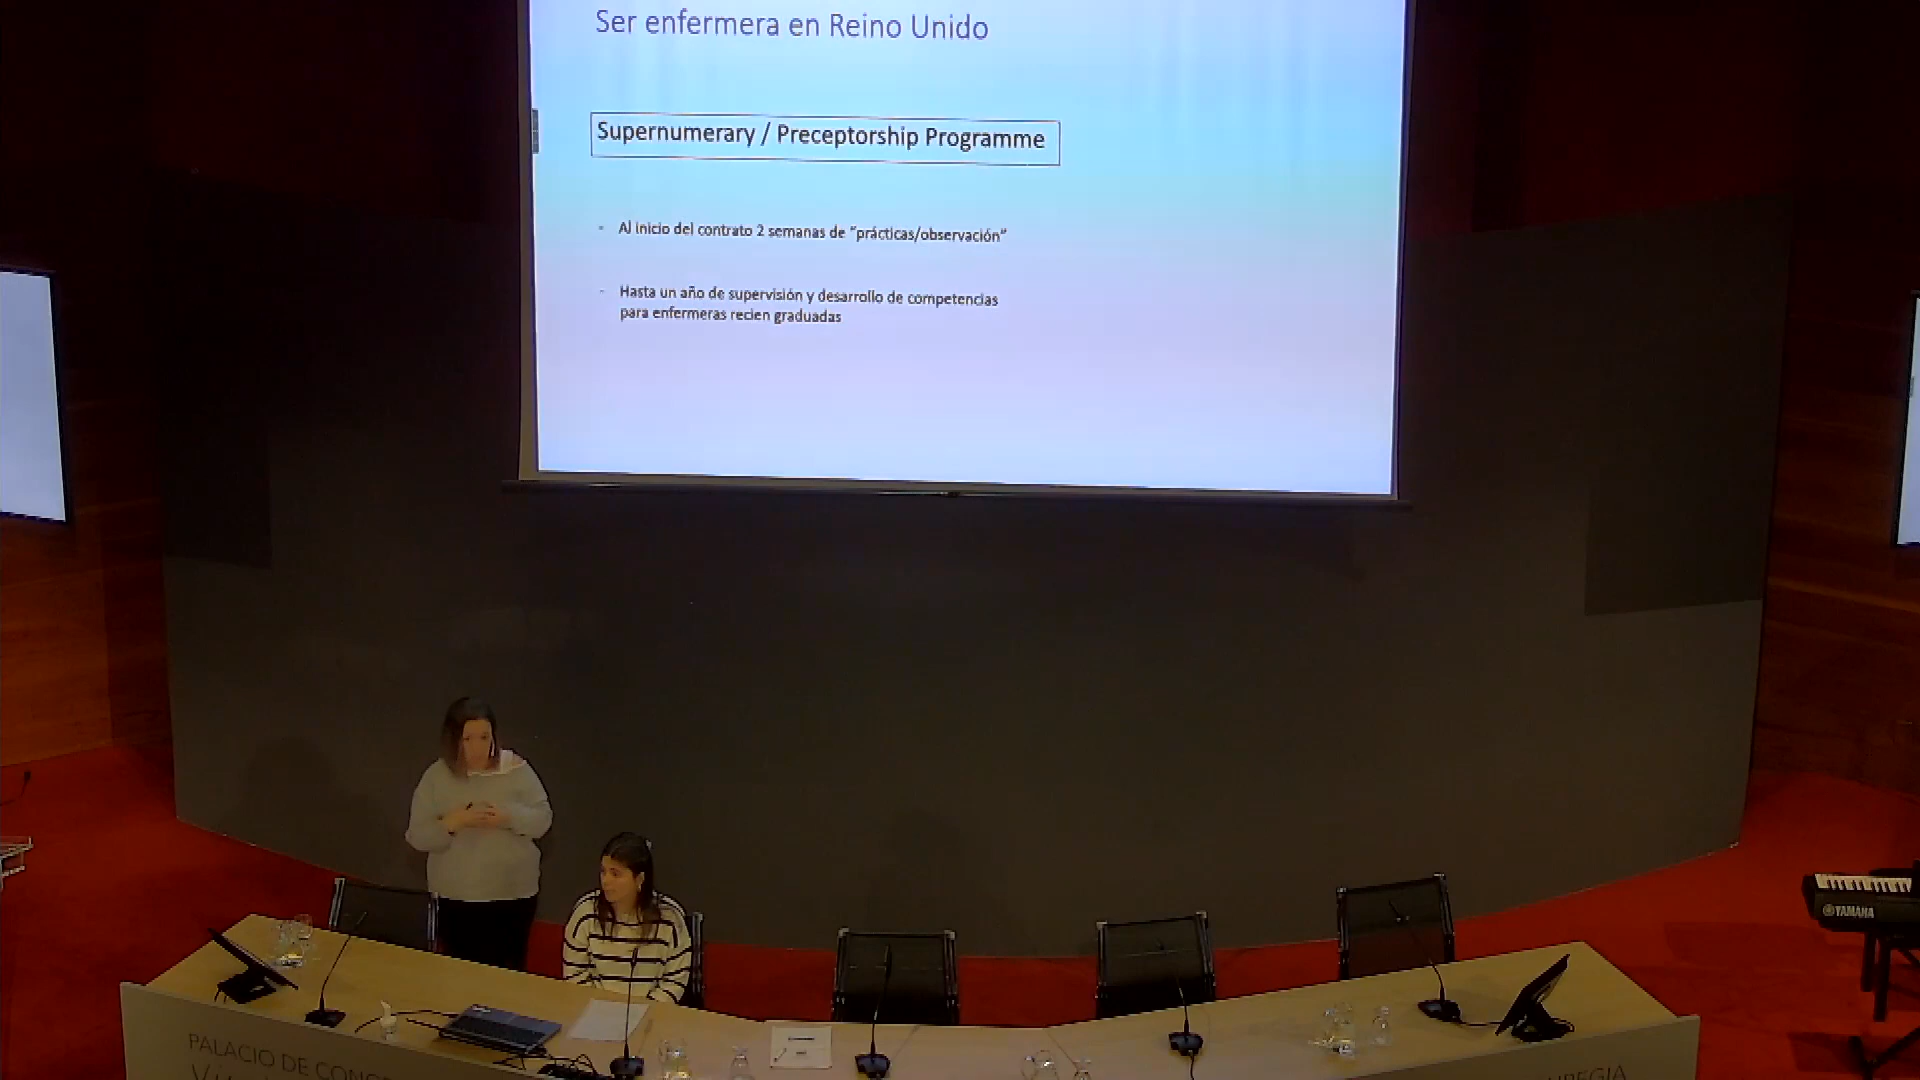 Ser enfermera en Reino Unido
Supernumerary / Preceptorship Programme
- Al inicio del contrato 2 semanas de "prácticas/observación"
- Hasta un año de supervisión y desarrollo de competencias
para enfermeras recien graduadas
YAMAHA
PALACIO DE